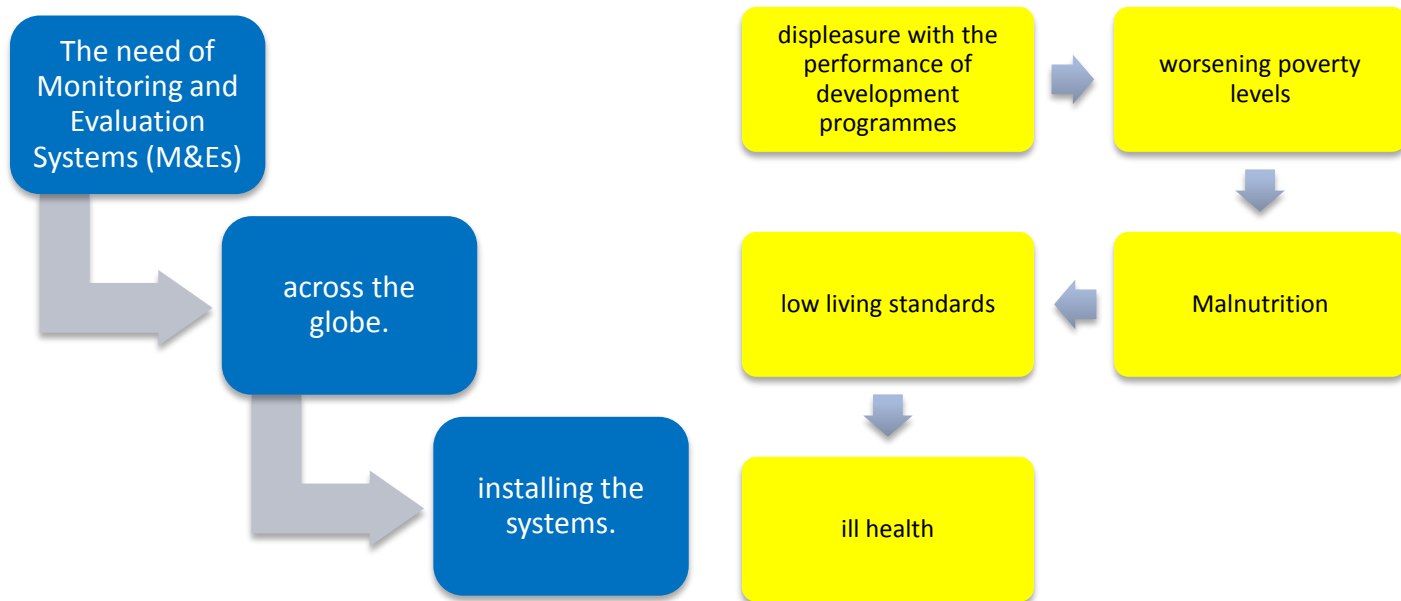 The need of
Monitoring and
Evaluation
Systems (M&Es)
across the
globe.
installing the
systems.
displeasure with the
performance of
development
programmes
worsening poverty
levels
Malnutrition
low living standards
ill health